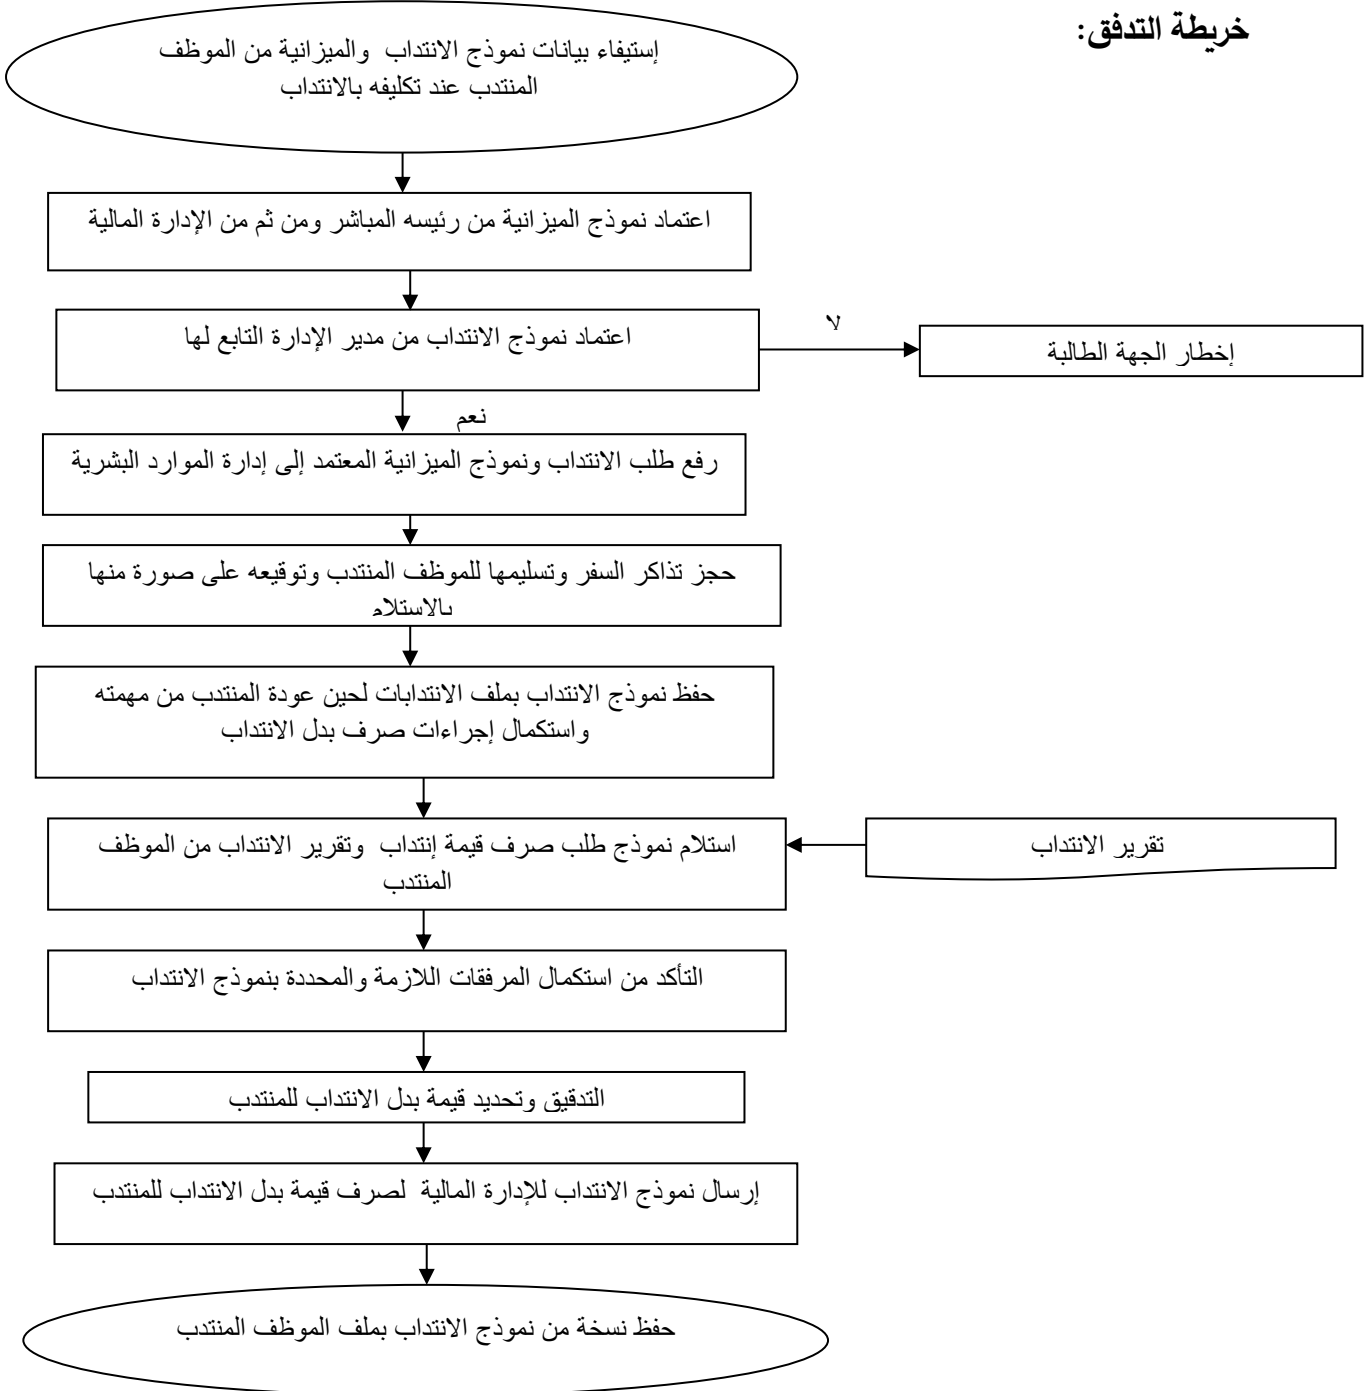 خريطة التدفق:
إستيفاء بيانات نموذج الانتداب والميزانية من الموظف
المنتدب عند تكليفه بالانتداب
اعتماد نموذج الميزانية من رئيسه المباشر ومن ثم من الإدارة المالية
اعتماد نموذج الانتداب من مدير الإدارة التابع لها
لا
إخطار الجهة الطالبة
نعم
رفع طلب الانتداب ونموذج الميزانية المعتمد إلى إدارة الموارد البشرية
حجز تذاكر السفر وتسليمها للموظف المنتدب وتوقيعه على صورة منها
بالاستلام
حفظ نموذج الانتداب بملف الانتدابات لحين عودة المنتدب من مهمته
واستكمال إجراءات صرف بدل الانتداب
استلام نموذج طلب صرف قيمة إنتداب وتقرير الانتداب من الموظف
المنتدب
تقرير الانتداب
التأكد من استكمال المرفقات اللازمة والمحددة بنموذج الانتداب
التدقيق وتحديد قيمة بدل الانتداب للمنتدب
إرسال نموذج الانتداب للإدارة المالية لصرف قيمة بدل الانتداب للمنتدب
حفظ نسخة من نموذج الانتداب بملف الموظف المنتدب